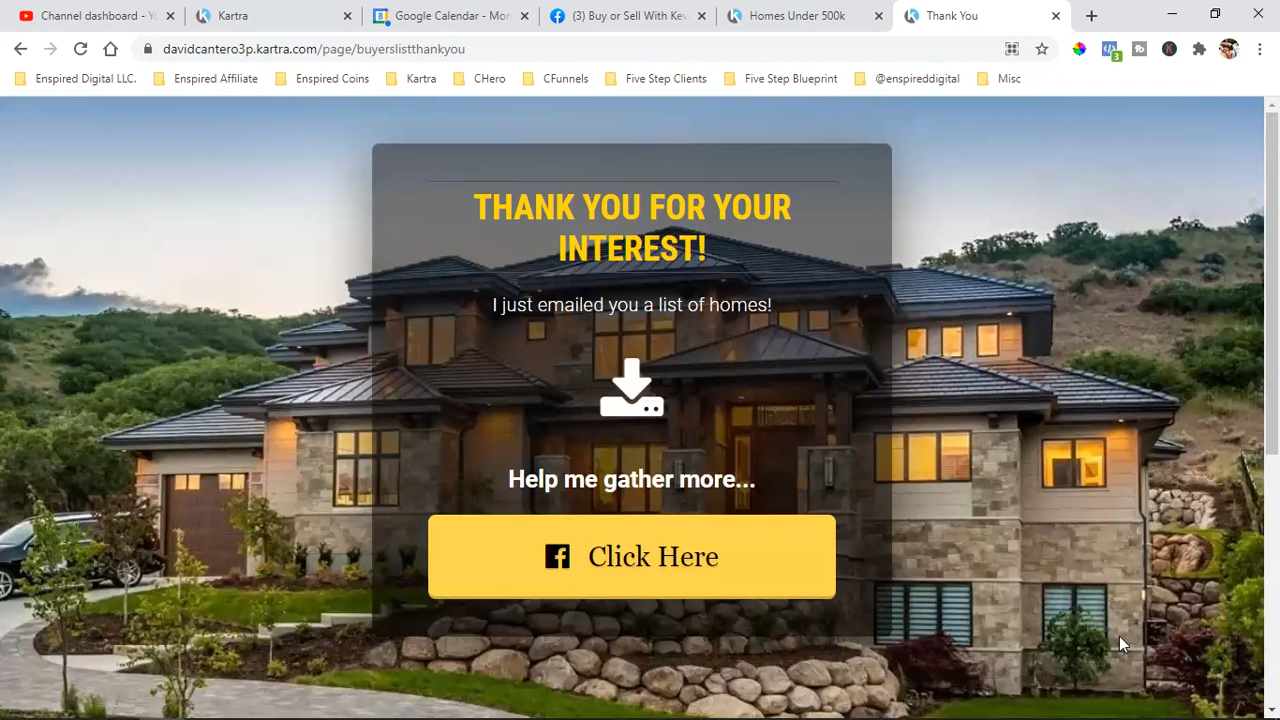 Channel dashboard - Yo
Kartra
8
Google Calendar - Mon
(3) Buy or Sell With Kev
Homes Under 500k
Thank You
davidcantero3p.kartra.com/page/buyerslistthankyou
3
Enspired Digital LLC.
Enspired Affiliate
Enspired Coins
Kartra
CHero
CFunnels
Five Step Clients
Five Step Blueprint
@enspireddigital
Misc
THANK YOU FOR YOUR
INTEREST!
I just emailed you a list of homes!
Help me gather more...
Click Here